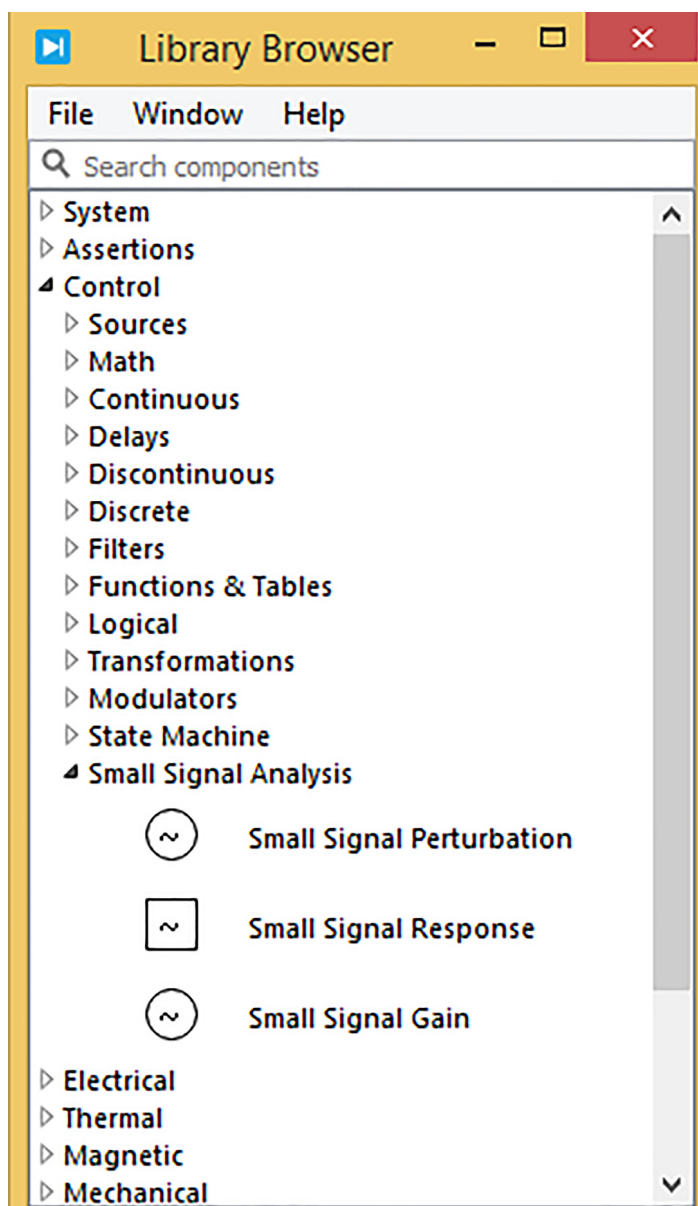 Library Browser
File Window Help
Search components
System
Assertions
Control
Sources
Math
Continuous
Delays
Discontinuous
Discrete
Filters
Functions & Tables
Logical
Transformations
Modulators
State Machine
Small Signal Analysis
Small Signal Perturbation
Small Signal Response
Small Signal Gain
Electrical
Thermal
Magnetic
Mechanical